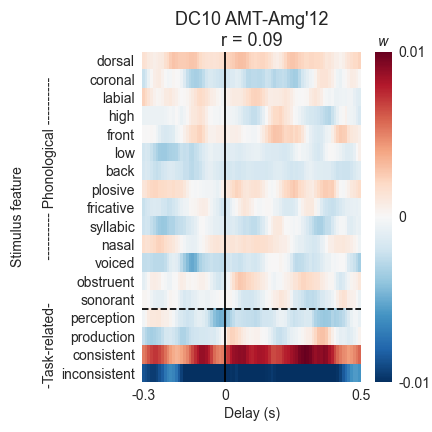 DC10 AMT-Amg'12
r = 0.09
w
dorsal
coronal
labial
high
front
low
back
plosive
fricative
syllabic
nasal
voiced
obstruent
sonorant
perception
production
consistent
inconsistent
Stimulus feature
-Task-related- ----------- Phonological -----------
-0.3 0 0.5
Delay (s)
0.01
0
-0.01